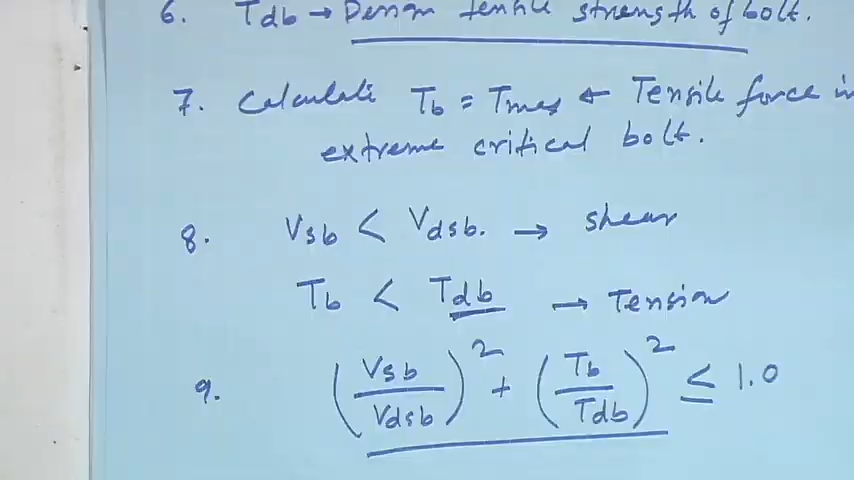 6. Tdb → Design tensile strength of bolt.
7. Calculate Tb = Tmax ← Tensile force in
extreme critical bolt.
8. Vsb < Vdsb. → shear
Tb < Tdb → Tension
9. (Vsb/Vdsb)² + (Tb/Tdb)² ≤ 1.0